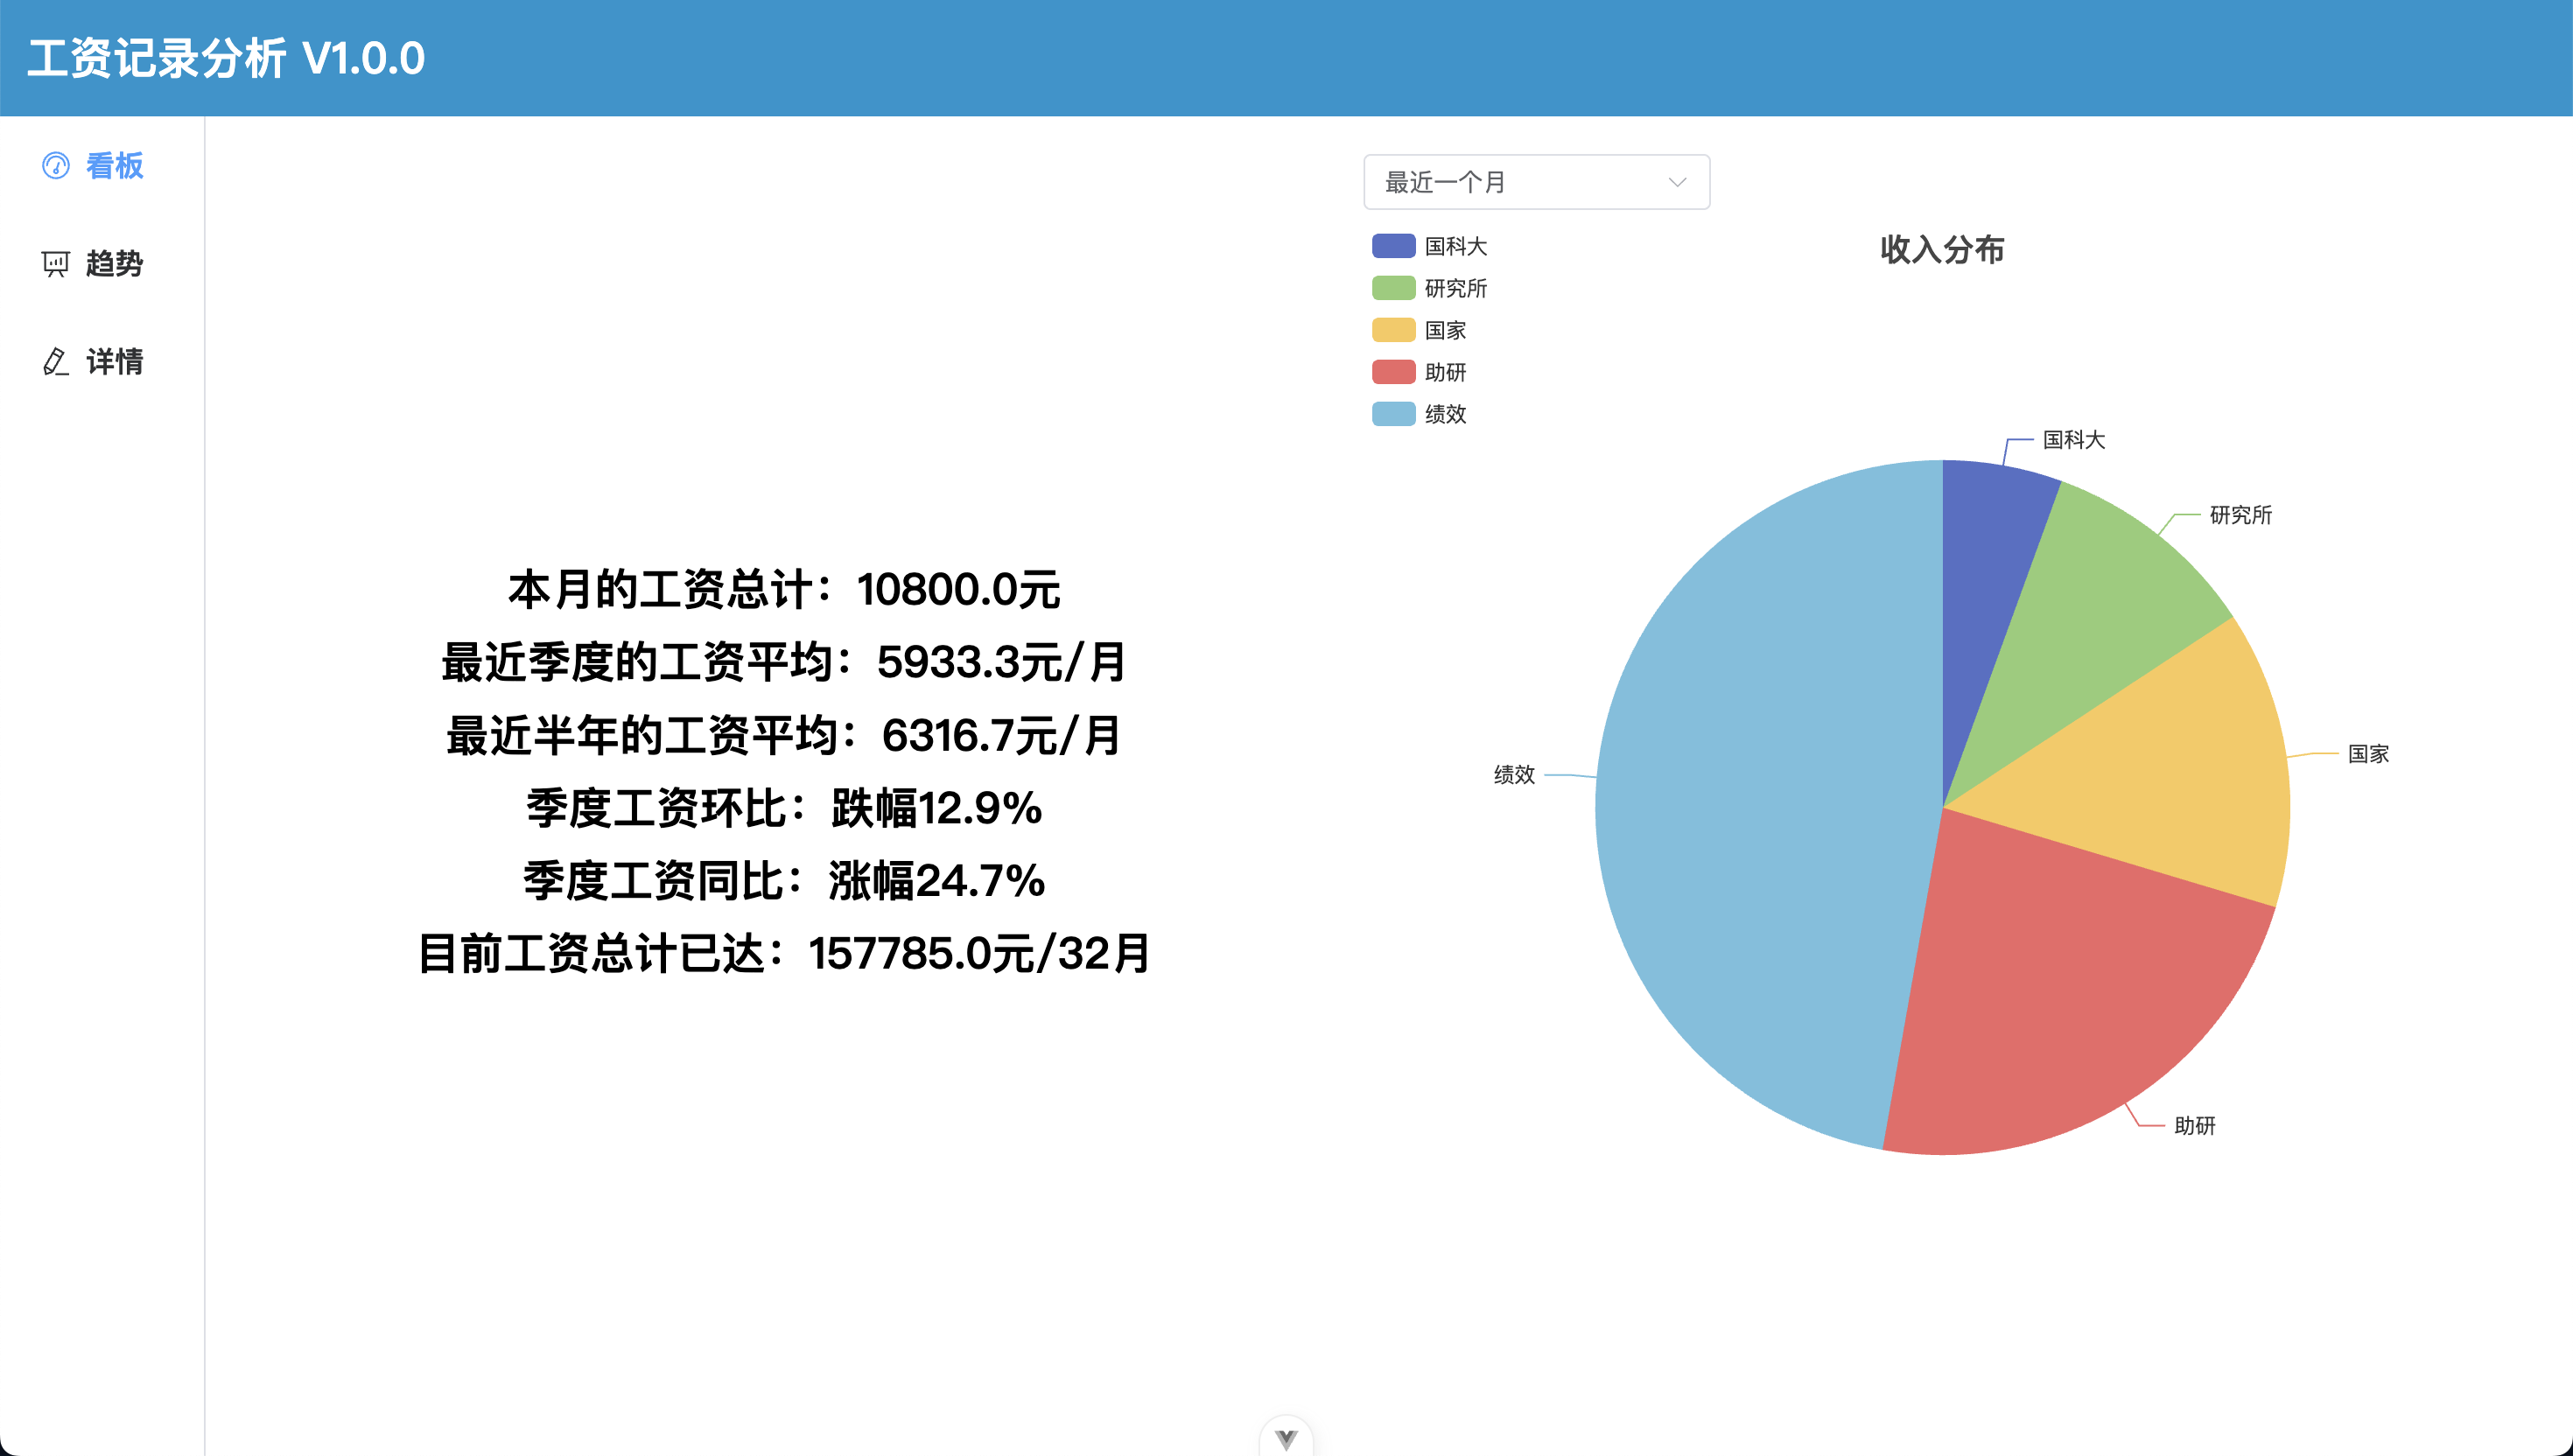 工资记录分析 V1.0.0
看板
趋势
详情
本月的工资总计：10800.0元
最近季度的工资平均：5933.3元/月
最近半年的工资平均：6316.7元/月
季度工资环比：跌幅12.9%
季度工资同比：涨幅24.7%
目前工资总计已达：157785.0元/32月
最近一个月
收入分布
国科大
研究所
国家
助研
绩效
国科大
研究所
国家
绩效
助研